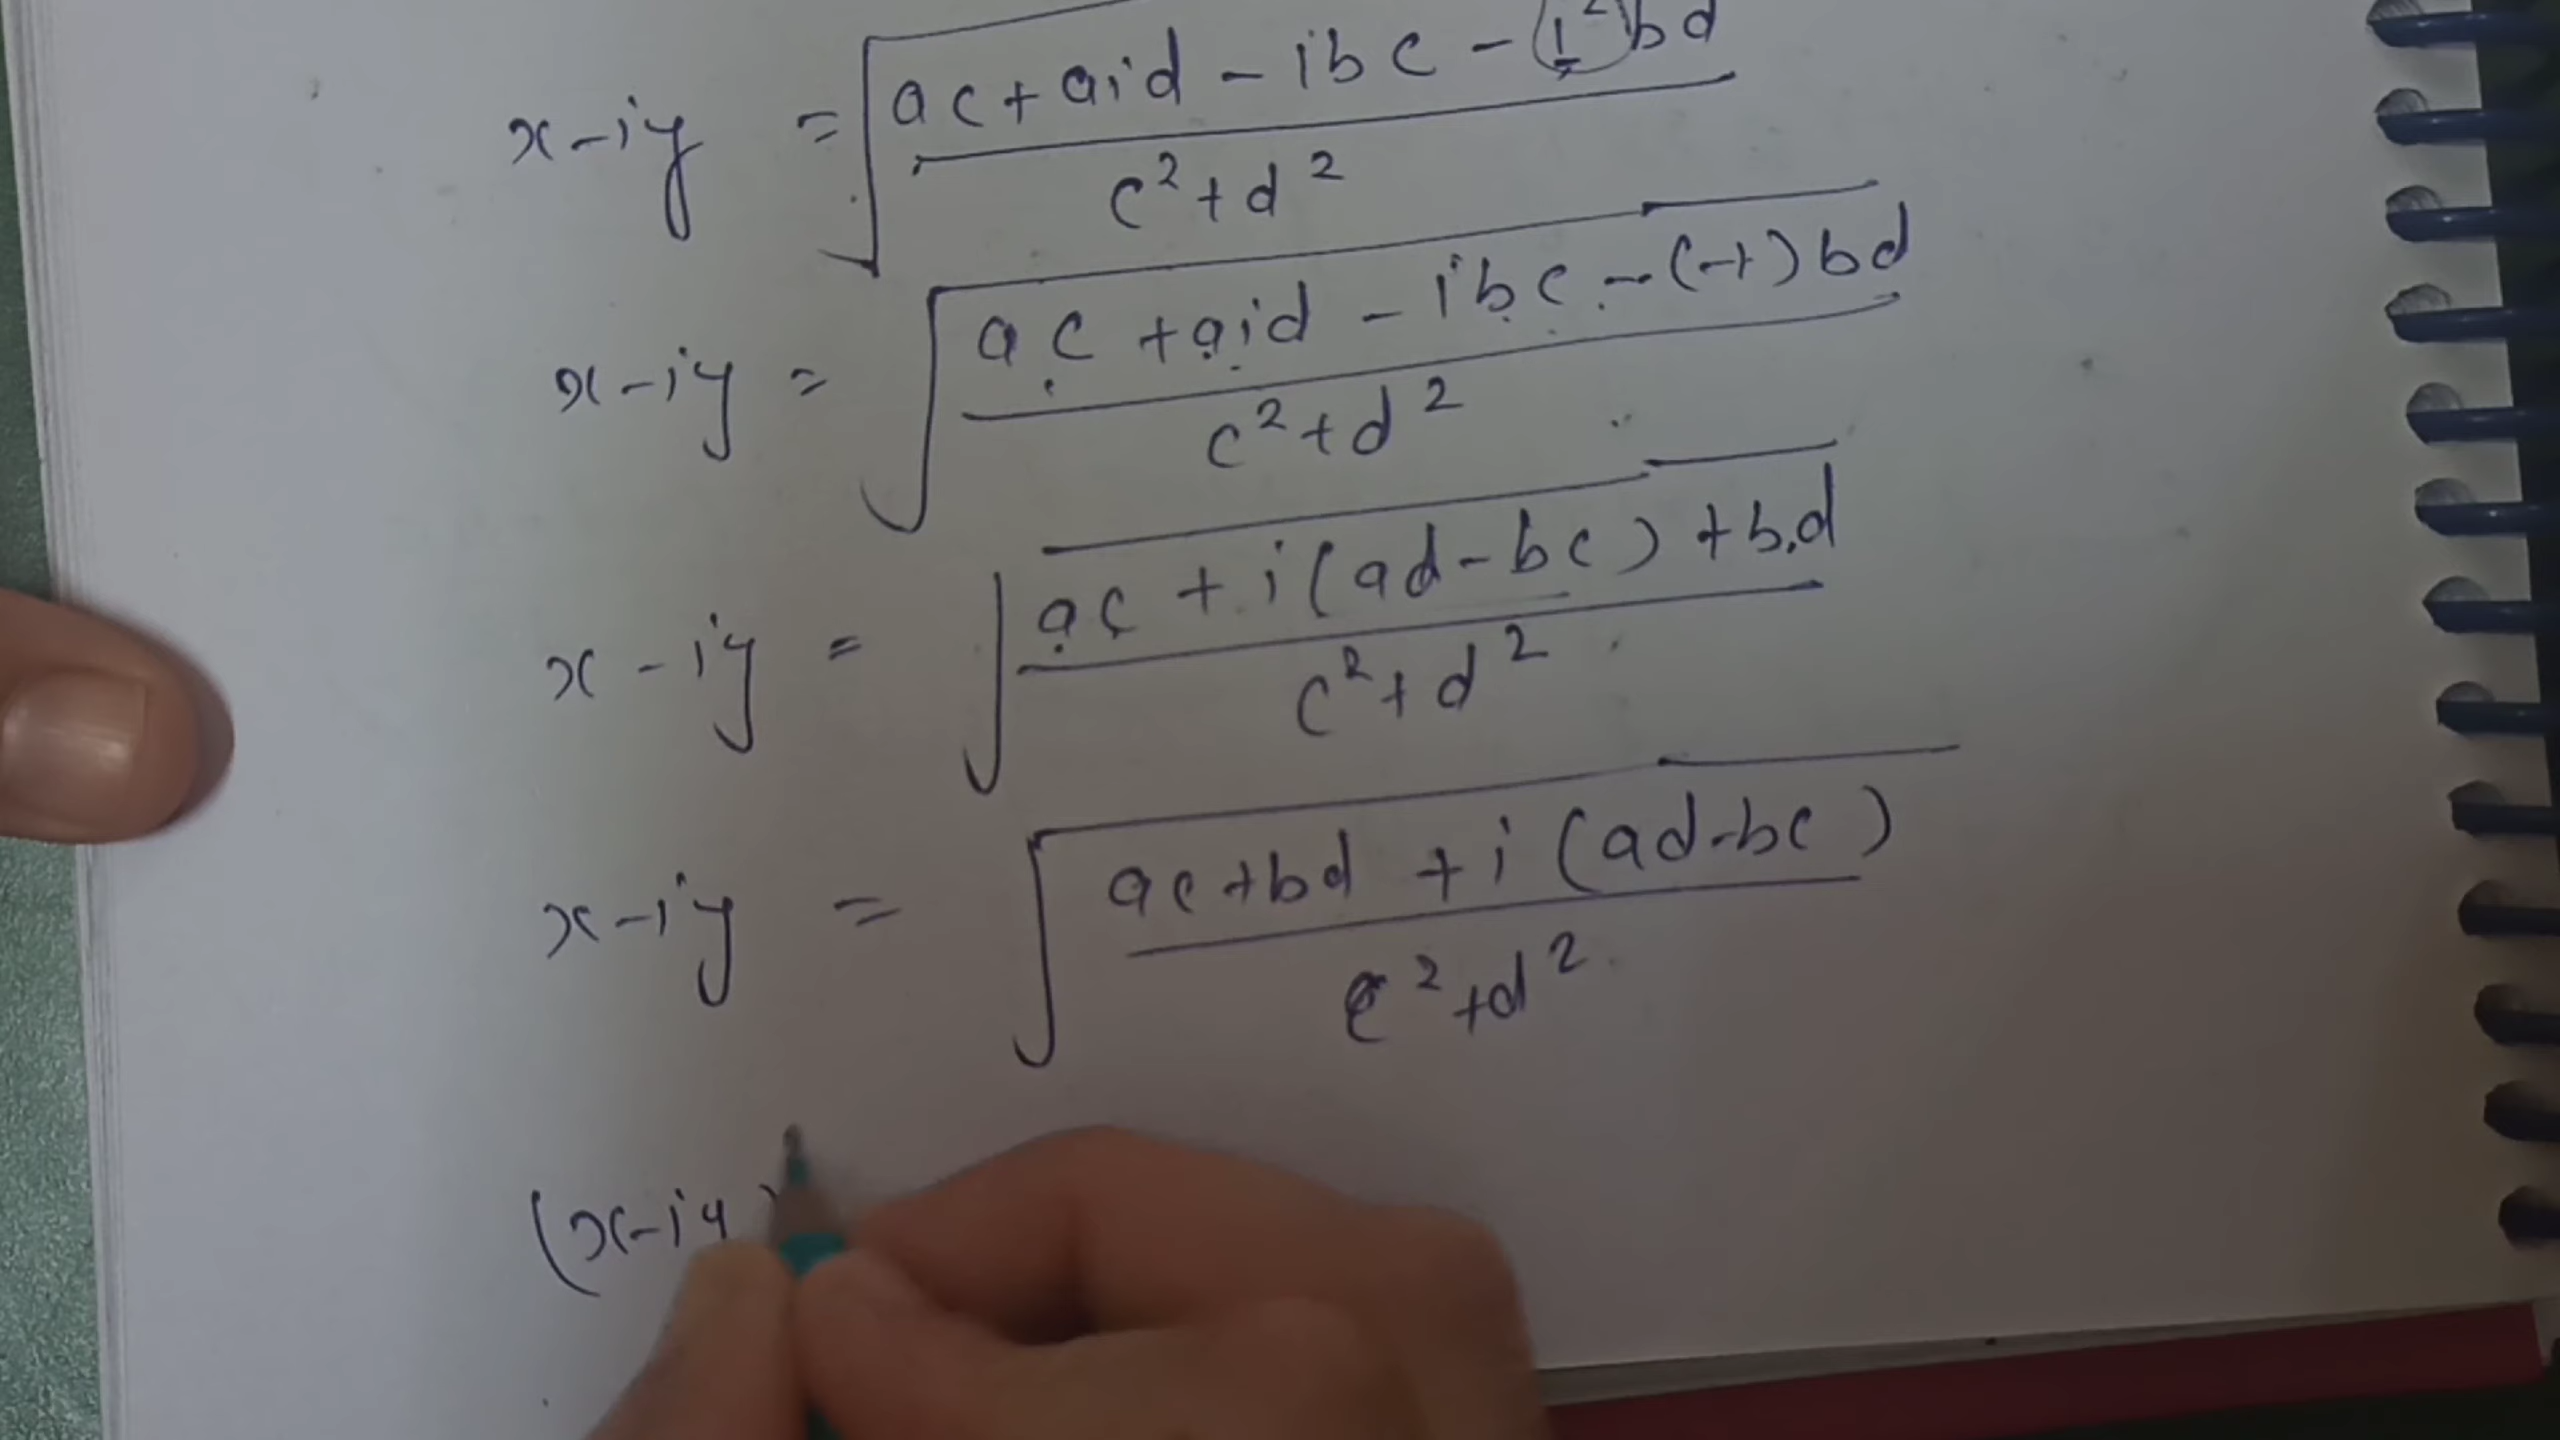 x-iy = √(ac+aid-ibc-i²bd)/(c²+d²)
x-iy = √(ac+aid-ibc-(-1)bd)/(c²+d²)
x-iy = √(ac+i(ad-bc)+bd)/(c²+d²)
x-iy = √(ac+bd+i(ad-bc))/(c²+d²)
(x-iy)